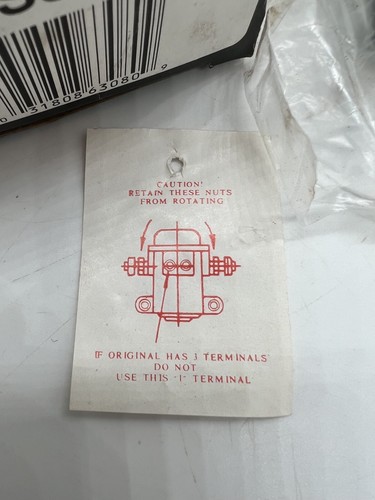 0 31808 63080 9
CAUTION!
RETAIN THESE NUTS
FROM ROTATING
IF ORIGINAL HAS 3 TERMINALS
DO NOT
USE THIS "I" TERMINAL